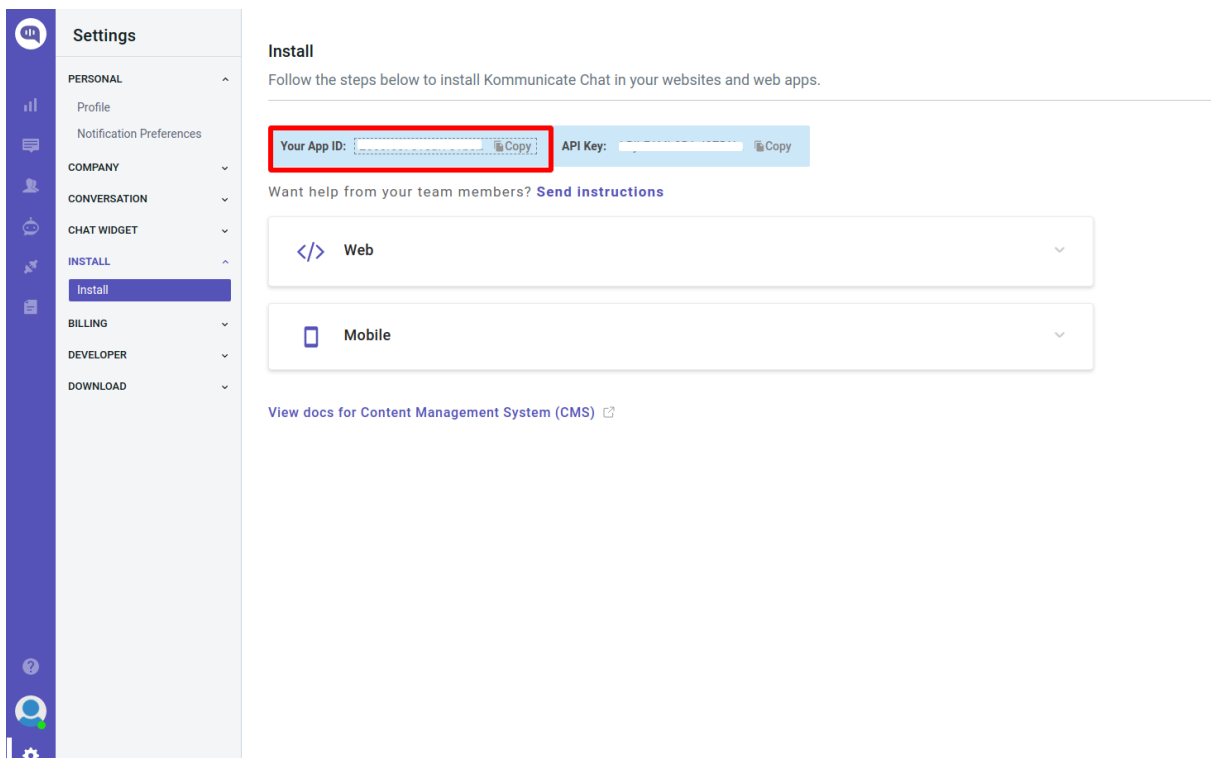 Settings
PERSONAL
Profile
Notification Preferences
COMPANY
CONVERSATION
CHAT WIDGET
INSTALL
Install
BILLING
DEVELOPER
DOWNLOAD
Install
Follow the steps below to install Kommunicate Chat in your websites and web apps.
Your App ID: Copy API Key: Copy
Want help from your team members? Send instructions
</> Web
Mobile
View docs for Content Management System (CMS)